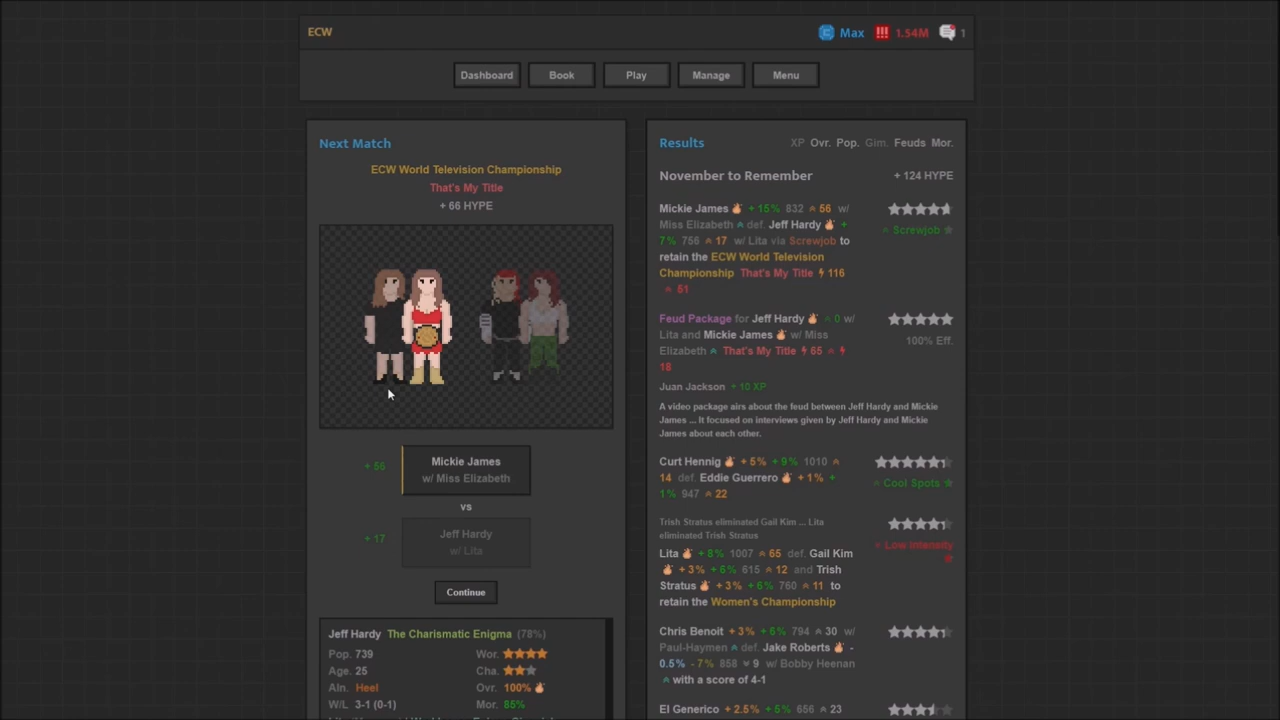 ECW
Max
1.54M
1
Dashboard
Book
Play
Manage
Menu
Next Match
ECW World Television Championship
That's My Title
+ 66 HYPE
+ 56
Mickie James
w/ Miss Elizabeth
vs
+ 17
Jeff Hardy
w/ Lita
Continue
Jeff Hardy The Charismatic Enigma (78%)
Pop. 739
Wor.
Age. 25
Cha.
Aln. Heel
Ovr. 100%
W/L 3-1 (0-1)
Mor. 85%
Results
XP Ovr. Pop. Gim. Feuds Mor.
November to Remember
+ 124 HYPE
Mickie James + 15% 832 56 w/
Miss Elizabeth def. Jeff Hardy +
7% 756 17 w/ Lita via Screwjob to
retain the ECW World Television
Championship That's My Title 116
51
Screwjob
Feud Package for Jeff Hardy 0 w/
Lita and Mickie James w/ Miss
Elizabeth That's My Title 65
18
100% Eff.
Juan Jackson + 10 XP
A video package airs about the feud between Jeff Hardy and Mickie
James ... It focused on interviews given by Jeff Hardy and Mickie
James about each other.
Curt Hennig + 5% + 9% 1010
14 def. Eddie Guerrero + 1% +
1% 947 22
Cool Spots
Trish Stratus eliminated Gail Kim ... Lita
eliminated Trish Stratus
Lita + 8% 1007 65 def. Gail Kim
+ 3% + 6% 615 12 and Trish
Stratus + 3% + 6% 760 11 to
retain the Women's Championship
Low Intensity
Chris Benoit + 3% + 6% 794 30 w/
Paul-Haymen def. Jake Roberts -
0.5% - 7% 858 9 w/ Bobby Heenan
with a score of 4-1
El Generico + 2.5% + 5% 656 23